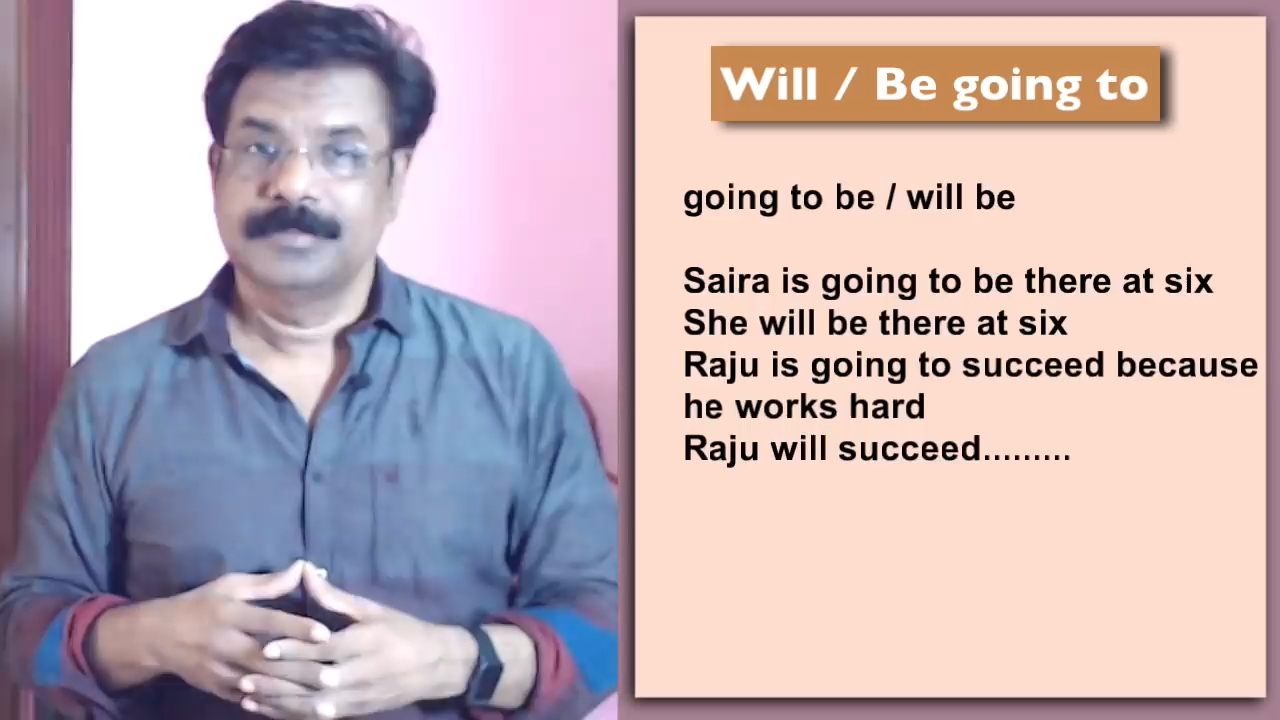 Will / Be going to
going to be / will be
Saira is going to be there at six
She will be there at six
Raju is going to succeed because
he works hard
Raju will succeed.........